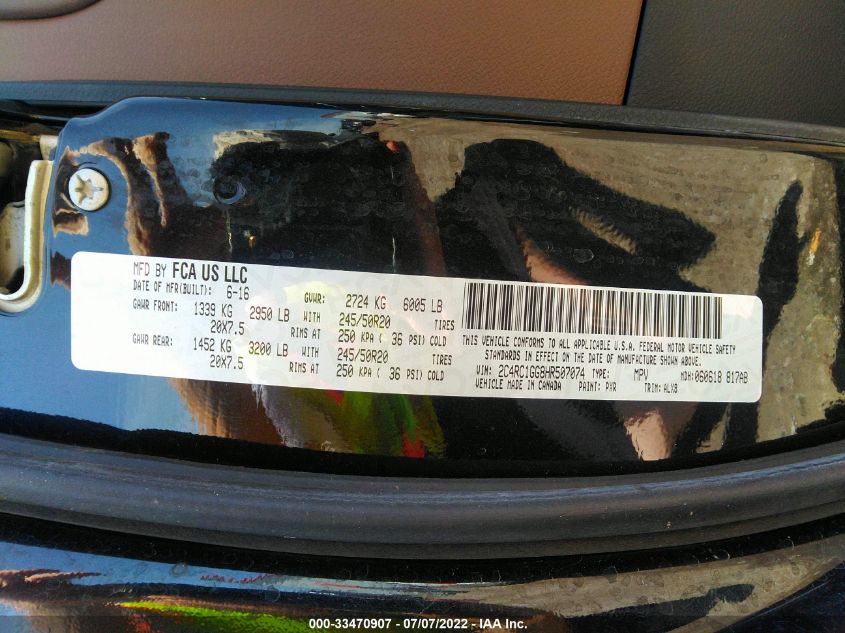 MFD BY FCA US LLC
DATE OF MFR(BUILT): 6-16 GVWR: 2724 KG 6005 LB
GAWR FRONT: 1339 KG 2950 LB WITH 245/50R20 TIRES
20X7.5 RIMS AT 250 KPA ( 36 PSI) COLD
GAWR REAR: 1452 KG 3200 LB WITH 245/50R20 TIRES
20X7.5 RIMS AT 250 KPA ( 36 PSI) COLD
THIS VEHICLE CONFORMS TO ALL APPLICABLE U.S.A. FEDERAL MOTOR VEHICLE SAFETY
STANDARDS IN EFFECT ON THE DATE OF MANUFACTURE SHOWN ABOVE.
VIN: 2C4RC1GG8HR507074 TYPE: MPV MDH: 060618 817AB
VEHICLE MADE IN CANADA PAINT: PXR TRIM: ALX8
000-33470907 - 07/07/2022 - IAA Inc.